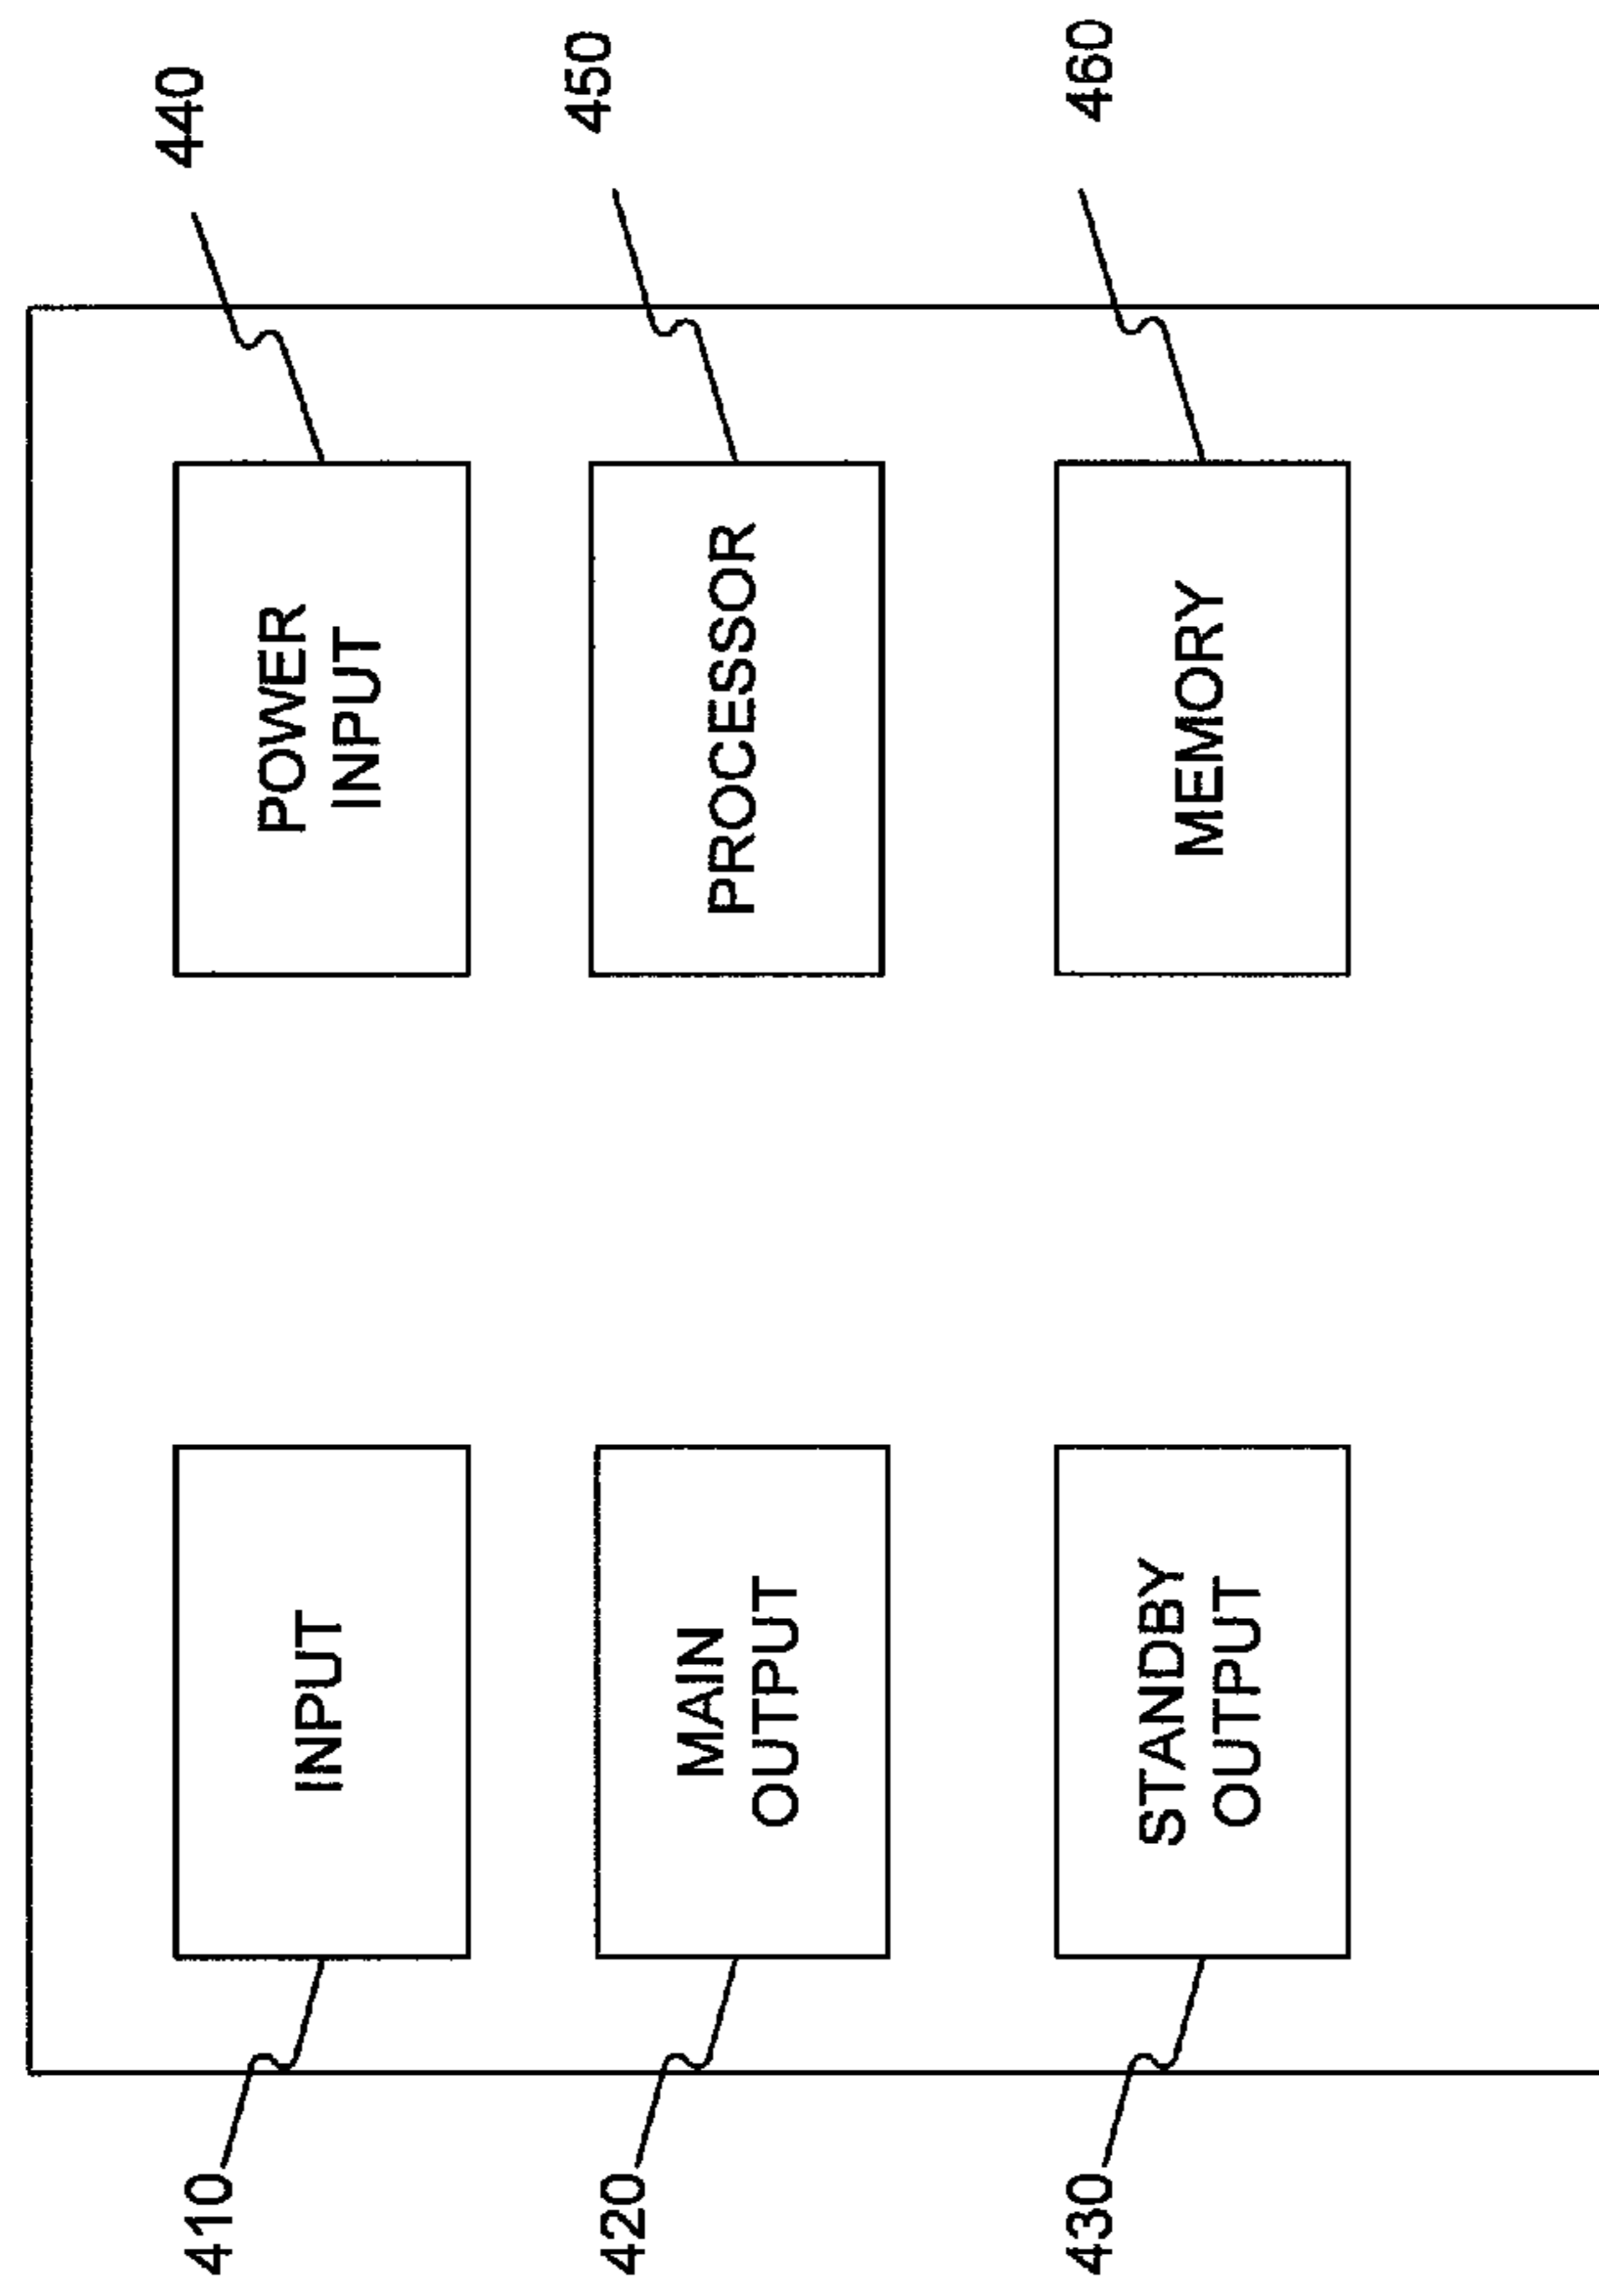 410
INPUT
420
MAIN
OUTPUT
430
STANDBY
OUTPUT
440
POWER
INPUT
450
PROCESSOR
460
MEMORY